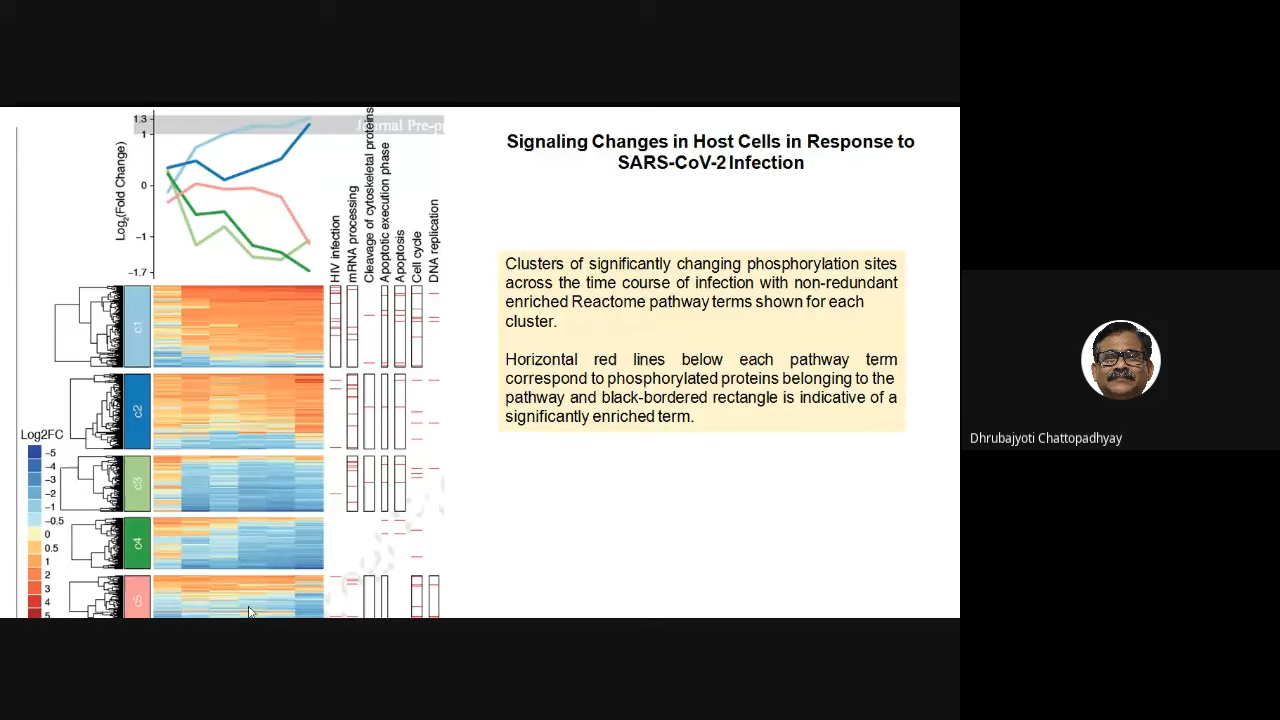 Journal Pre-p
Signaling Changes in Host Cells in Response to
SARS-CoV-2 Infection
1.3
1
0
−1
−1.7
Log2(Fold Change)
HIV infection
mRNA processing
Cleavage of cytoskeletal proteins
Apoptotic execution phase
Apoptosis
Cell cycle
DNA replication
Clusters of significantly changing phosphorylation sites
across the time course of infection with non-redundant
enriched Reactome pathway terms shown for each
cluster.
Horizontal red lines below each pathway term
correspond to phosphorylated proteins belonging to the
pathway and black-bordered rectangle is indicative of a
significantly enriched term.
c1
c2
c3
c4
c5
Log2FC
−5
−4
−3
−2
−1
−0.5
0
0.5
1
2
3
4
5
Dhrubajyoti Chattopadhyay